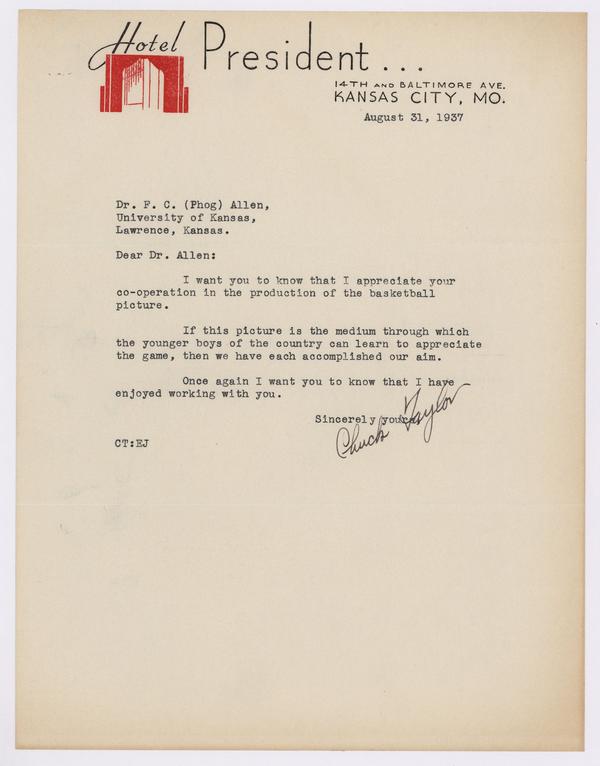 Hotel President...
14TH AND BALTIMORE AVE.
KANSAS CITY, MO.
August 31, 1937
Dr. F. C. (Phog) Allen,
University of Kansas,
Lawrence, Kansas.
Dear Dr. Allen:
I want you to know that I appreciate your
co-operation in the production of the basketball
picture.
If this picture is the medium through which
the younger boys of the country can learn to appreciate
the game, then we have each accomplished our aim.
Once again I want you to know that I have
enjoyed working with you.
Sincerely yours,
Chuck Taylor
CT:EJ